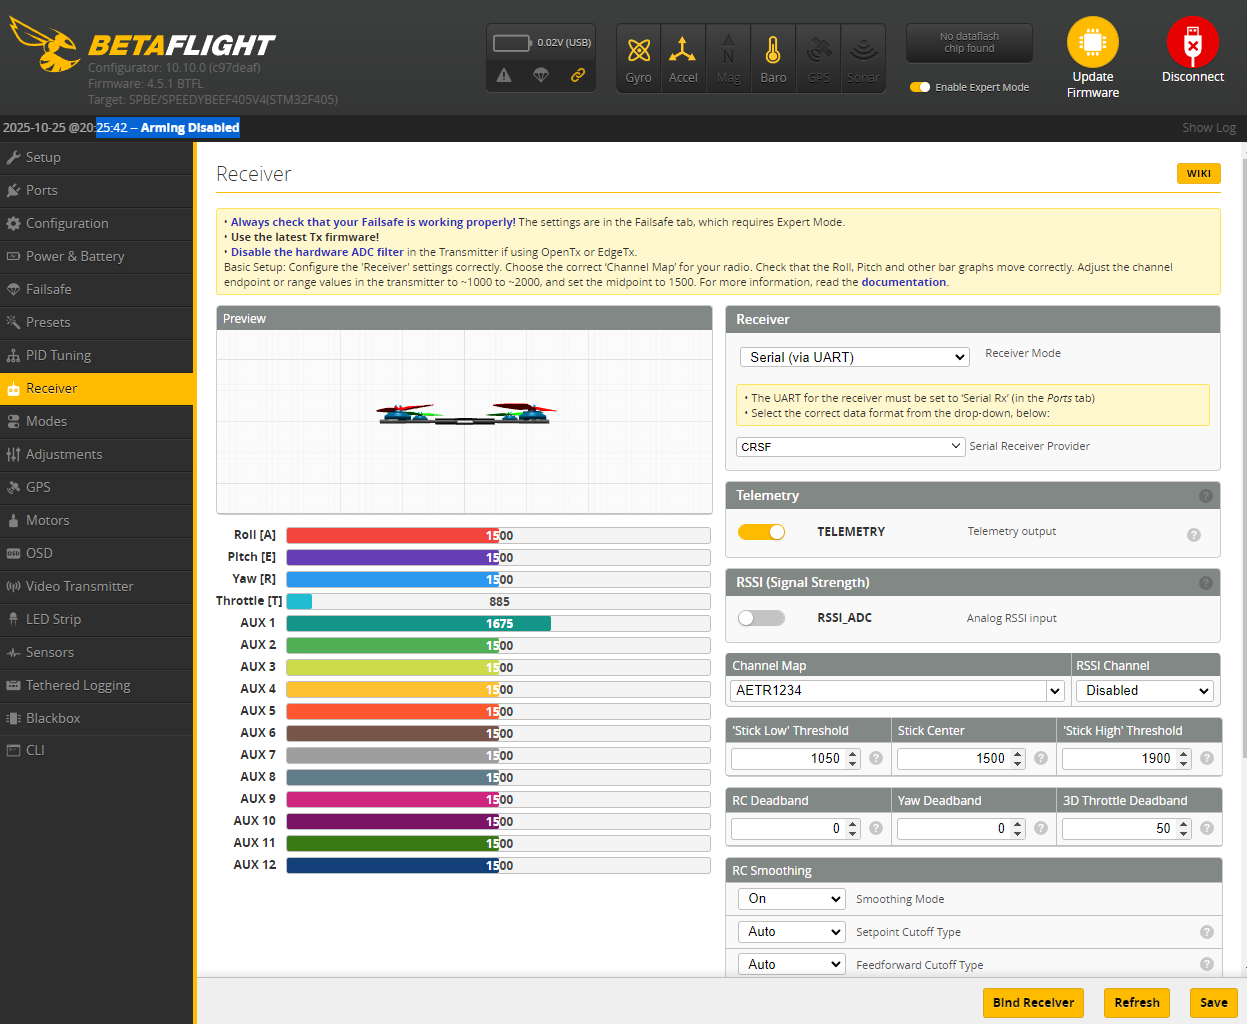 BETAFLIGHT
Configurator: 10.10.0 (c97deaf)
Firmware: 4.5.1 BTFL
Target: SPBE/SPEEDYBEEF405V4(STM32F405)
0.02V (USB)
Gyro
Accel
Mag
Baro
GPS
Sonar
No dataflash
chip found
Enable Expert Mode
Update
Firmware
Disconnect
2025-10-25 @20:25:42 -- Arming Disabled
Show Log
Setup
Ports
Configuration
Power & Battery
Failsafe
Presets
PID Tuning
Receiver
Modes
Adjustments
GPS
Motors
OSD
OSD
Video Transmitter
LED Strip
Sensors
Tethered Logging
Blackbox
CLI
Receiver
WIKI
• Always check that your Failsafe is working properly! The settings are in the Failsafe tab, which requires Expert Mode.
• Use the latest Tx firmware!
• Disable the hardware ADC filter in the Transmitter if using OpenTx or EdgeTx.
Basic Setup: Configure the 'Receiver' settings correctly. Choose the correct 'Channel Map' for your radio. Check that the Roll, Pitch and other bar graphs move correctly. Adjust the channel
endpoint or range values in the transmitter to ~1000 to ~2000, and set the midpoint to 1500. For more information, read the documentation.
Preview
Roll [A] 1500
Pitch [E] 1500
Yaw [R] 1500
Throttle [T] 885
AUX 1 1675
AUX 2 1500
AUX 3 1500
AUX 4 1500
AUX 5 1500
AUX 6 1500
AUX 7 1500
AUX 8 1500
AUX 9 1500
AUX 10 1500
AUX 11 1500
AUX 12 1500
Receiver
Serial (via UART) Receiver Mode
• The UART for the receiver must be set to 'Serial Rx' (in the Ports tab)
• Select the correct data format from the drop-down, below:
CRSF Serial Receiver Provider
Telemetry ?
TELEMETRY Telemetry output ?
RSSI (Signal Strength) ?
RSSI_ADC Analog RSSI input
Channel Map RSSI Channel
AETR1234 Disabled
'Stick Low' Threshold Stick Center 'Stick High' Threshold
1050 ? 1500 ? 1900 ?
RC Deadband Yaw Deadband 3D Throttle Deadband
0 ? 0 ? 50 ?
RC Smoothing
On Smoothing Mode
Auto Setpoint Cutoff Type ?
Auto Feedforward Cutoff Type ?
Bind Receiver
Refresh
Save